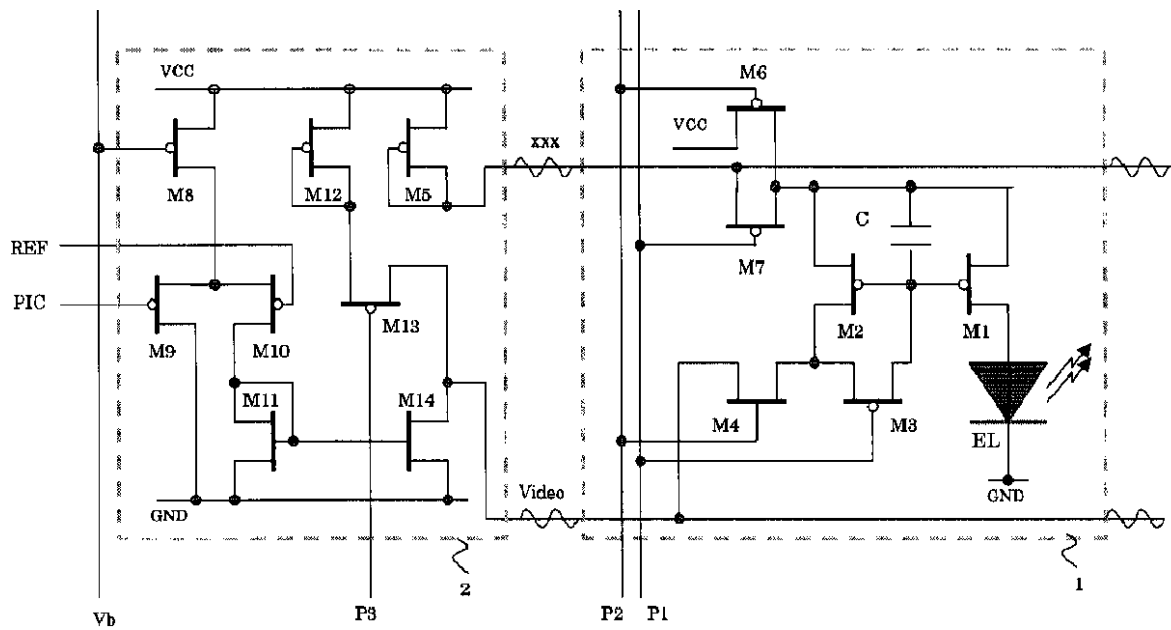 VCC
M6
VCC
xxx
M8
M12
M5
C
REF
M7
PIC
M13
M2
M1
M9
M10
M11
M14
M4
M3
EL
GND
Video
GND
2
1
Vb
P3
P2
P1